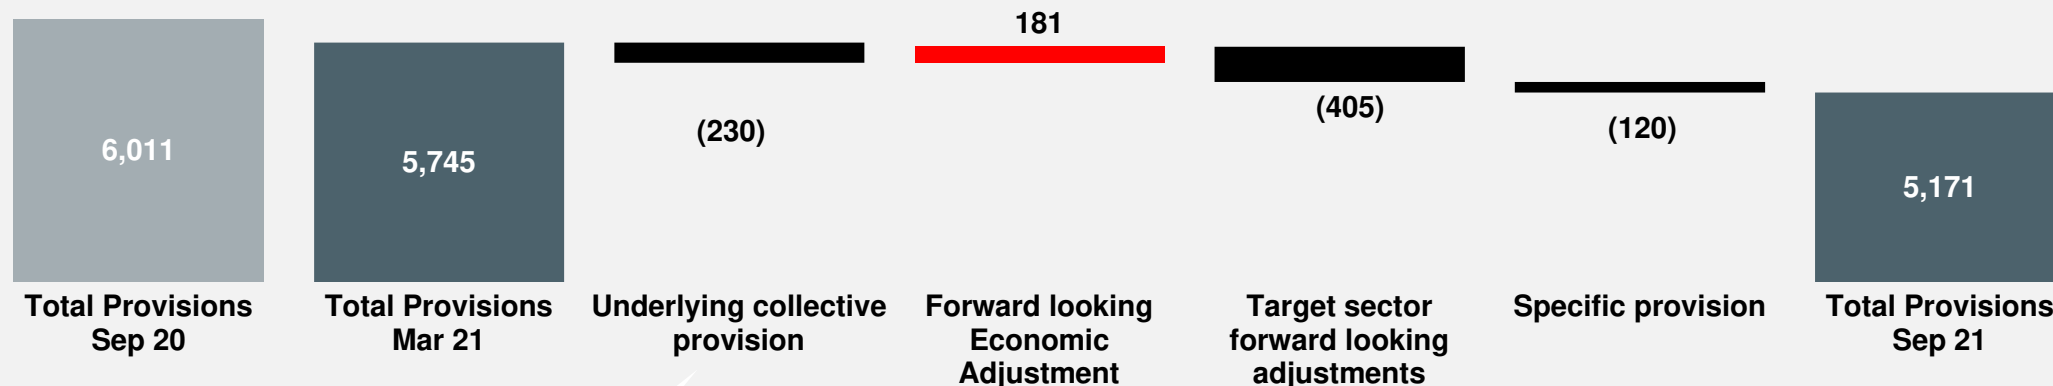 181
6,011
5,745
(230)
(405)
(120)
5,171
Total Provisions
Sep 20
Total Provisions
Mar 21
Underlying collective
provision
Forward looking
Economic
Adjustment
Target sector
forward looking
adjustments
Specific provision
Total Provisions
Sep 21